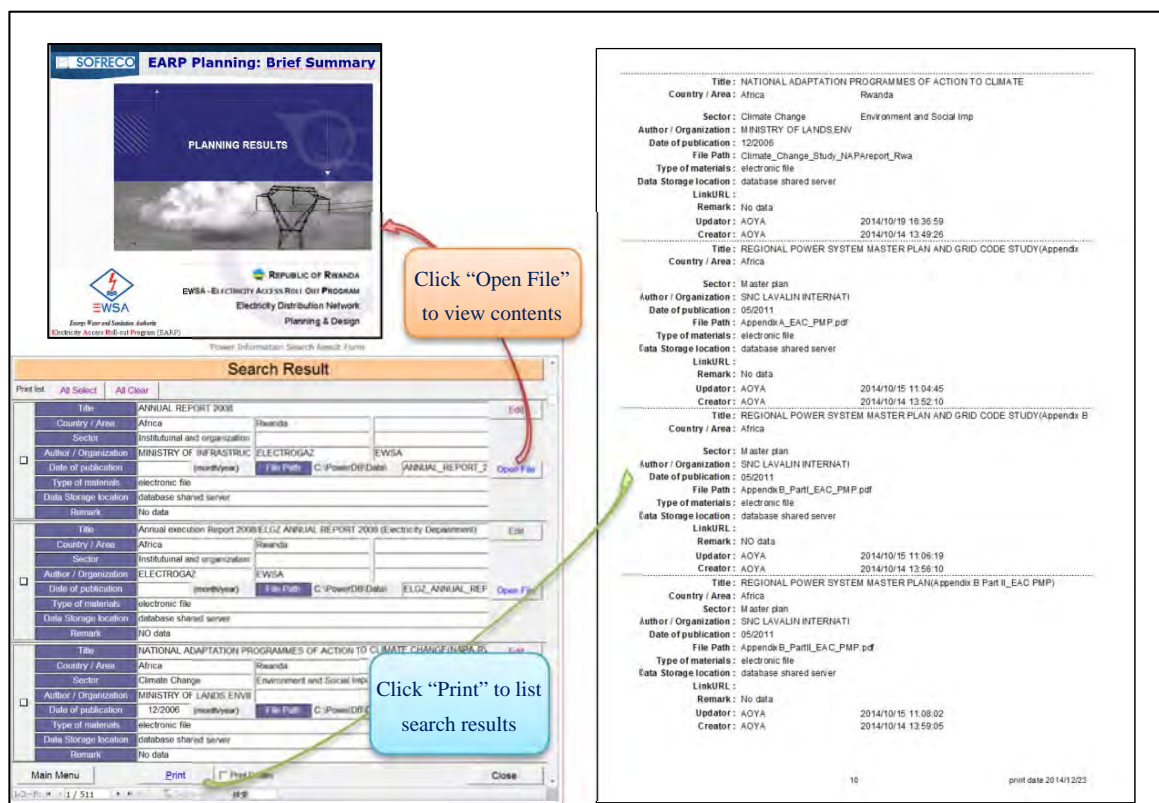 SOFRECO EARP Planning: Brief Summary
PLANNING RESULTS
REPUBLIC OF RWANDA
EWSA - ELECTRICITY ACCESS ROLL OUT PROGRAM
Electricity Distribution Network
Planning & Design
EWSA
Energy Water and Sanitation Authority
Electricity Access Roll-out Program (EARP)
Click “Open File”
to view contents
Power Information Search Result Form
Search Result
Print list All Select All Clear
Title ANNUAL REPORT 2008 Edit
Country / Area Africa Rwanda
Sector Institutuinal and organization
Author / Organization MINISTRY OF INFRASTRUC ELECTROGAZ EWSA
Date of publication (month/year) File Path C:\PowerDB\Data\ ANNUAL_REPORT_2 Open File
Type of materials electronic file
Data Storage location database shared server
Remark No data
Title Annual execution Report 2008/ELGZ ANNUAL REPORT 2008 (Electricity Depaernment) Edit
Country / Area Africa Rwanda
Sector Institutuinal and organization
Author / Organization ELECTROGAZ EWSA
Date of publication (month/year) File Path C:\PowerDB\Data\ ELGZ_ANNUAL_REP Open File
Type of materials electronic file
Data Storage location database shared server
Remark NO data
Title NATIONAL ADAPTATION PROGRAMMES OF ACTION TO CLIMATE CHANGE(NAPA-R) Edit
Country / Area Africa Rwanda
Sector Climate Change Environment and Social Imp
Author / Organization MINISTRY OF LANDS ENVI
Date of publication 12/2006 (month/year) File Path C:\PowerDB\
Type of materials electronic file
Data Storage location database shared server
Remark No data
Click “Print” to list
search results
Main Menu Print Close
1 / 511 検索
Title : NATIONAL ADAPTATION PROGRAMMES OF ACTION TO CLIMATE
Country / Area : Africa Rwanda
Sector : Climate Change Environment and Social Imp
Author / Organization : MINISTRY OF LANDS,ENV
Date of publication : 12/2006
File Path : Climate_Change_Study_NAPAreport_Rwa
Type of materials : electronic file
Data Storage location : database shared server
LinkURL :
Remark : No data
Updator : AOYA 2014/10/19 16:36:59
Creator : AOYA 2014/10/14 13:49:26
Title : REGIONAL POWER SYSTEM MASTER PLAN AND GRID CODE STUDY(Appendix
Country / Area : Africa
Sector : Master plan
Author / Organization : SNC LAVALIN INTERNATI
Date of publication : 05/2011
File Path : AppendixA_EAC_PMP.pdf
Type of materials : electronic file
Data Storage location : database shared server
LinkURL :
Remark : No data
Updator : AOYA 2014/10/15 11:04:45
Creator : AOYA 2014/10/14 13:52:10
Title : REGIONAL POWER SYSTEM MASTER PLAN AND GRID CODE STUDY(Appendix B
Country / Area : Africa
Sector : Master plan
Author / Organization : SNC LAVALIN INTERNATI
Date of publication : 05/2011
File Path : AppendixB_PartI_EAC_PMP.pdf
Type of materials : electronic file
Data Storage location : database shared server
LinkURL :
Remark : NO data
Updator : AOYA 2014/10/15 11:06:19
Creator : AOYA 2014/10/14 13:56:10
Title : REGIONAL POWER SYSTEM MASTER PLAN(Appendix B Part II_EAC PMP)
Country / Area : Africa
Sector : Master plan
Author / Organization : SNC LAVALIN INTERNATI
Date of publication : 05/2011
File Path : AppendixB_PartII_EAC_PMP.pdf
Type of materials : electronic file
Data Storage location : database shared server
LinkURL :
Remark : No data
Updator : AOYA 2014/10/15 11:08:02
Creator : AOYA 2014/10/14 13:59:05
10 print date 2014/12/23